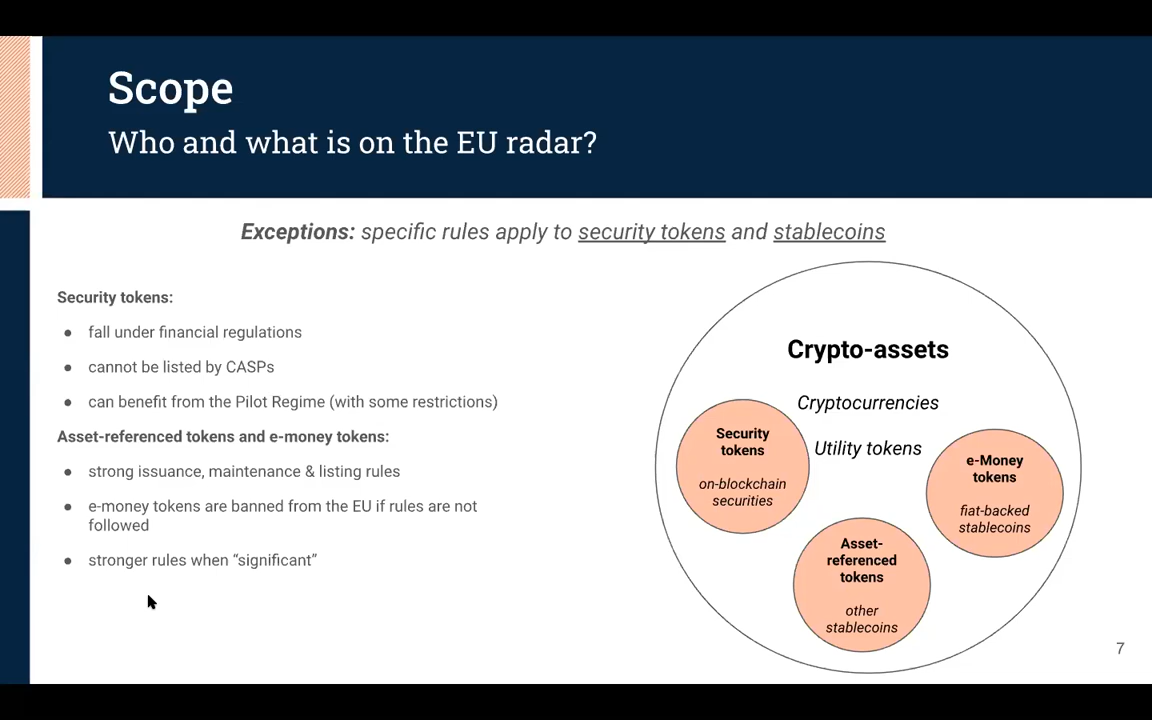 Scope
Who and what is on the EU radar?
Exceptions: specific rules apply to security tokens and stablecoins
Security tokens:
● fall under financial regulations
● cannot be listed by CASPs
● can benefit from the Pilot Regime (with some restrictions)
Asset-referenced tokens and e-money tokens:
● strong issuance, maintenance & listing rules
● e-money tokens are banned from the EU if rules are not
followed
● stronger rules when “significant”
Crypto-assets
Cryptocurrencies
Utility tokens
Security
tokens
on-blockchain
securities
e-Money
tokens
fiat-backed
stablecoins
Asset-
referenced
tokens
other
stablecoins
7